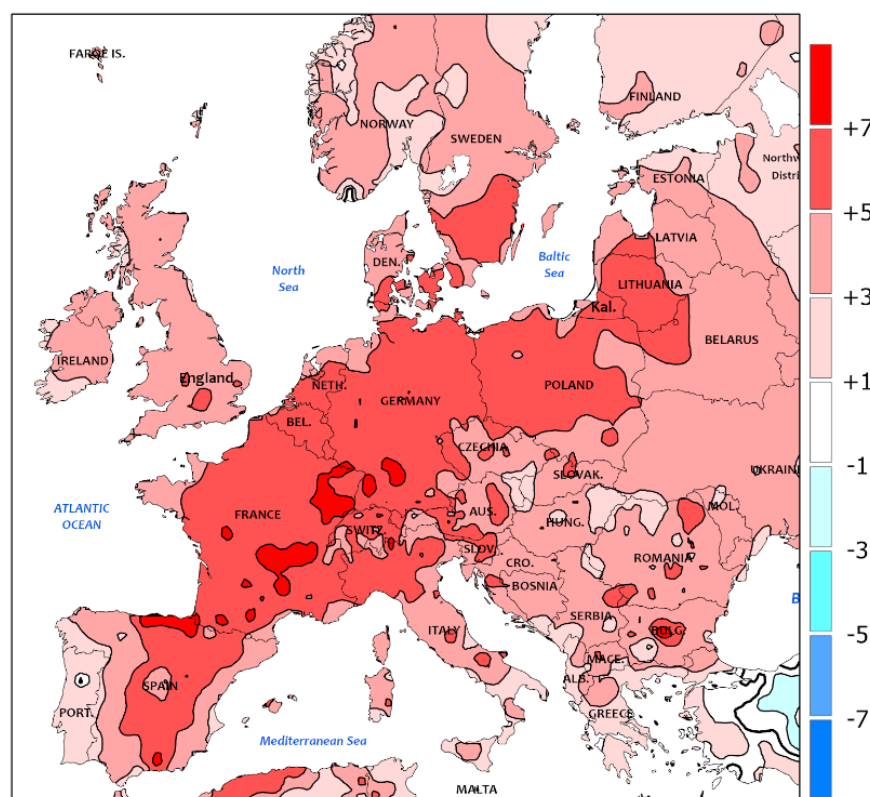 FAROE IS.
NORWAY
SWEDEN
FINLAND
Northw
Distri
ESTONIA
LATVIA
LITHUANIA
Kal.
BELARUS
North
Sea
Baltic
Sea
DEN.
IRELAND
England
NETH.
BEL.
GERMANY
POLAND
CZECHIA
SLOVAK.
UKRAINE
ATLANTIC
OCEAN
FRANCE
SWITZ.
AUS.
HUNG.
MOL.
SLOV.
CRO.
ROMANIA
BOSNIA
SERBIA
B
ITALY
BULG.
MACE.
ALB.
GREECE
SPAIN
PORT.
Mediterranean Sea
MALTA
+7
+5
+3
+1
-1
-3
-5
-7